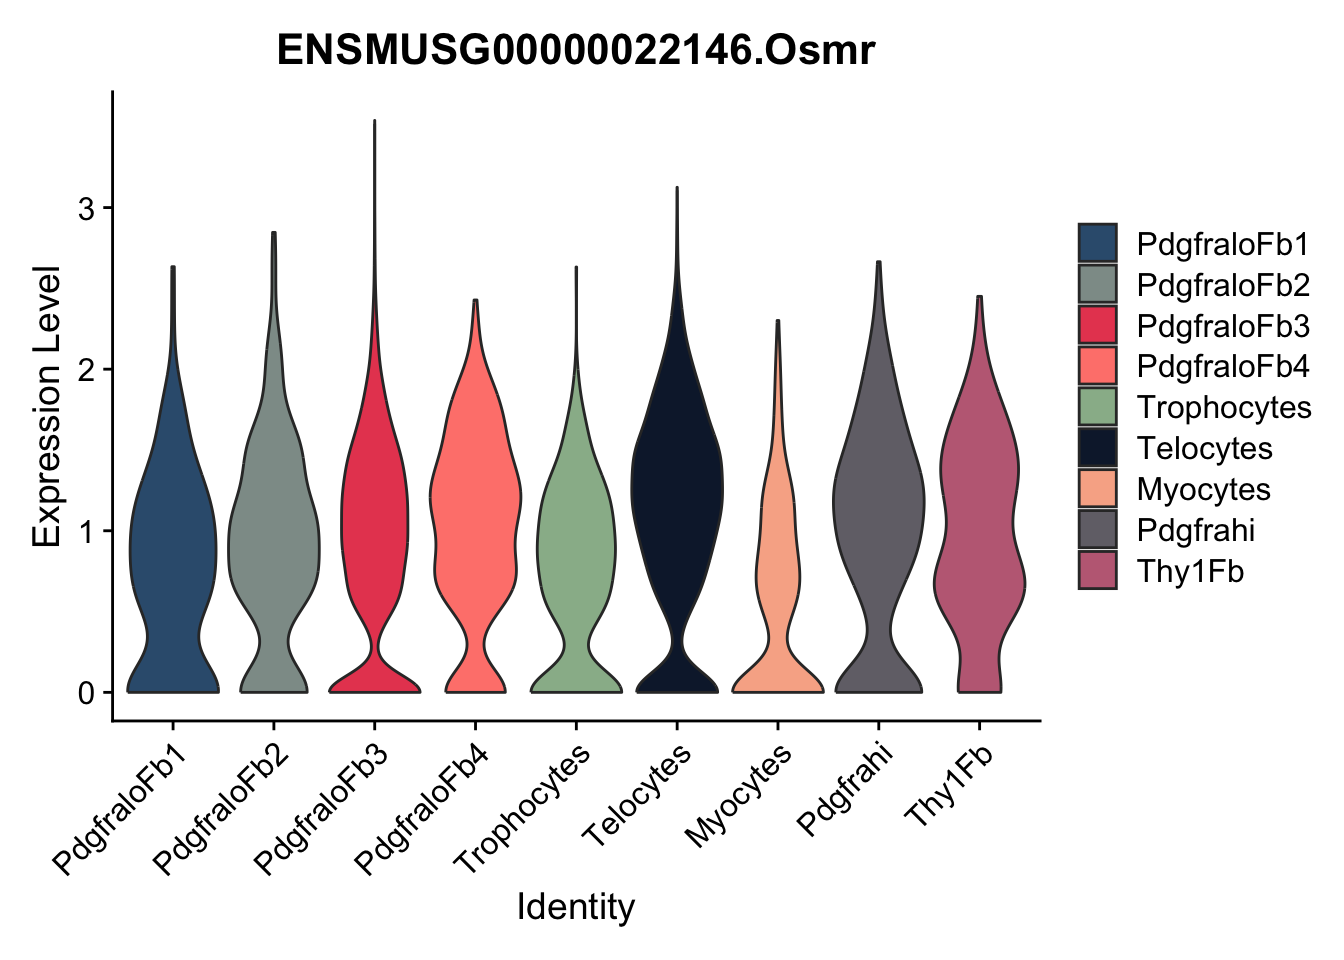 ENSMUSG00000022146.Osmr
Expression Level
3
2
1
0
PdgfraloFb1
PdgfraloFb2
PdgfraloFb3
PdgfraloFb4
Trophocytes
Telocytes
Myocytes
Pdgfrahi
Thy1Fb
Identity
PdgfraloFb1
PdgfraloFb2
PdgfraloFb3
PdgfraloFb4
Trophocytes
Telocytes
Myocytes
Pdgfrahi
Thy1Fb